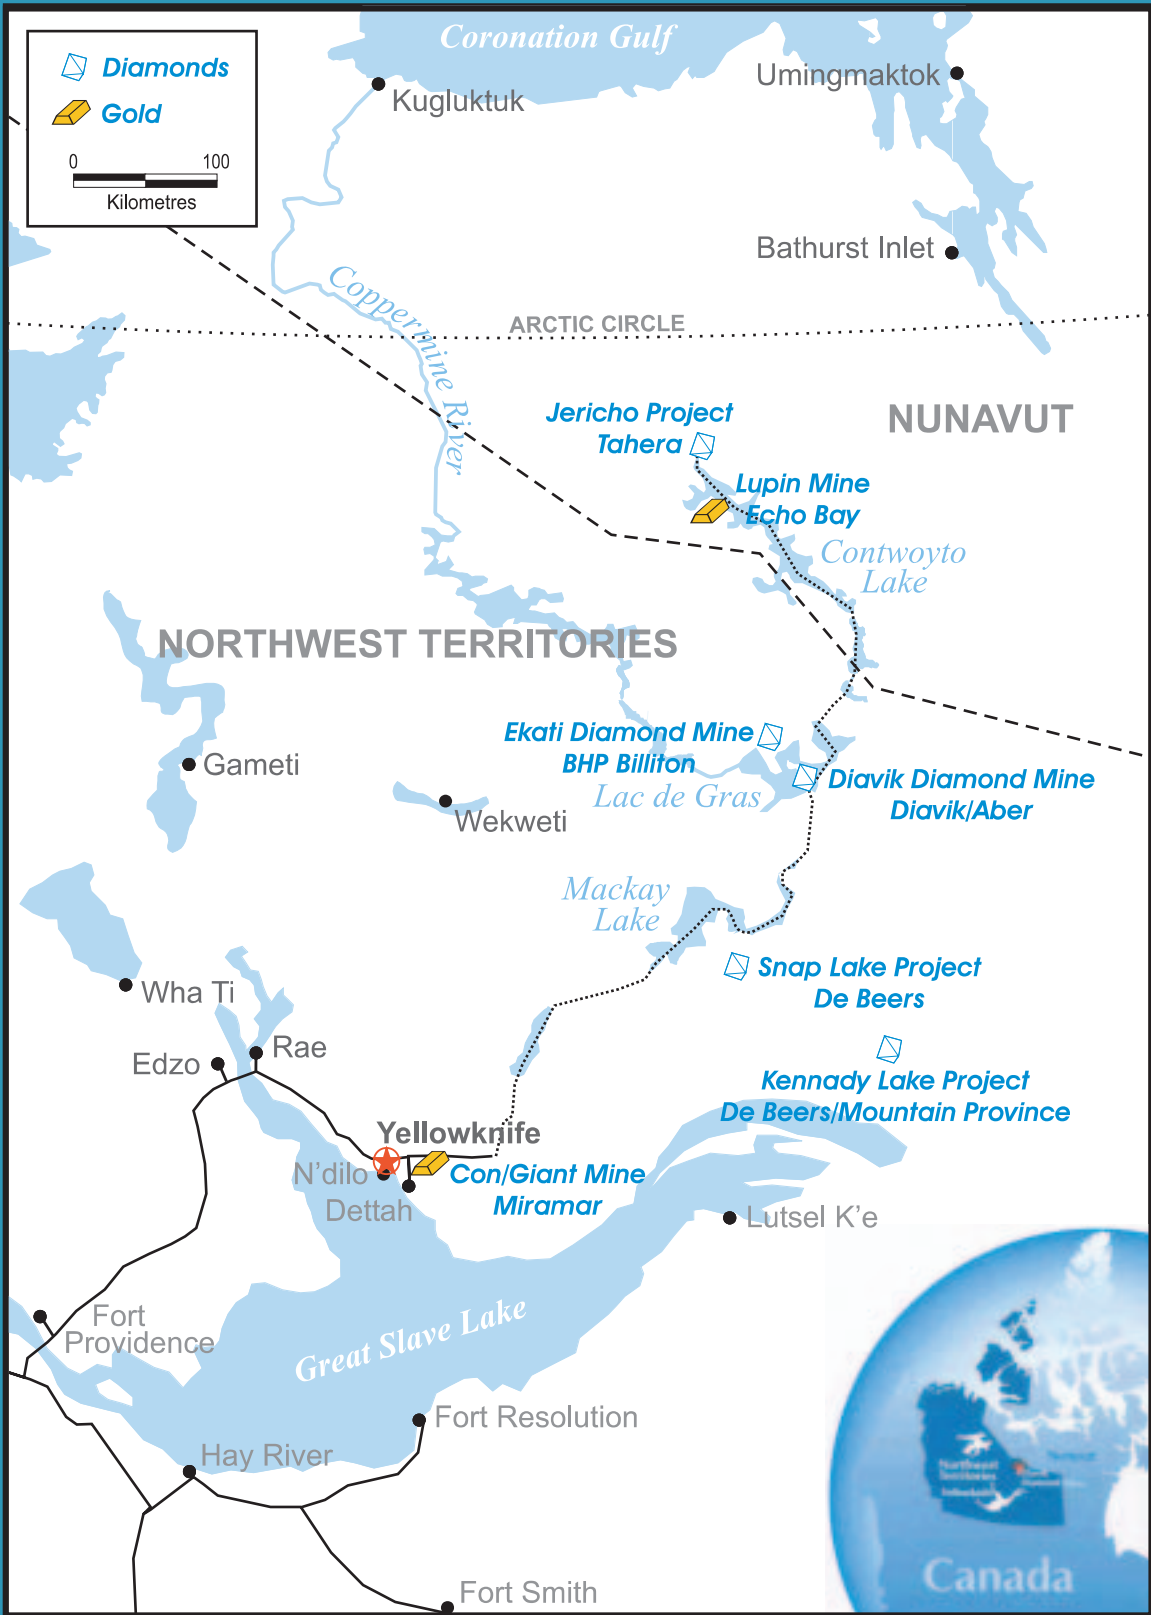 Diamonds
Gold
0 100
Kilometres
Coronation Gulf
Kugluktuk
Umingmaktok
Bathurst Inlet
Coppermine River
ARCTIC CIRCLE
NUNAVUT
Jericho Project
Tahera
Lupin Mine
Echo Bay
Contwoyto
Lake
NORTHWEST TERRITORIES
Ekati Diamond Mine
BHP Billiton
Lac de Gras
Diavik Diamond Mine
Diavik/Aber
Gameti
Wekweti
Mackay
Lake
Snap Lake Project
De Beers
Wha Ti
Edzo
Rae
Kennady Lake Project
De Beers/Mountain Province
Yellowknife
N'dilo
Dettah
Con/Giant Mine
Miramar
Lutsel K'e
Fort
Providence
Great Slave Lake
Fort Resolution
Hay River
Fort Smith
Northwest
Territories
Canada